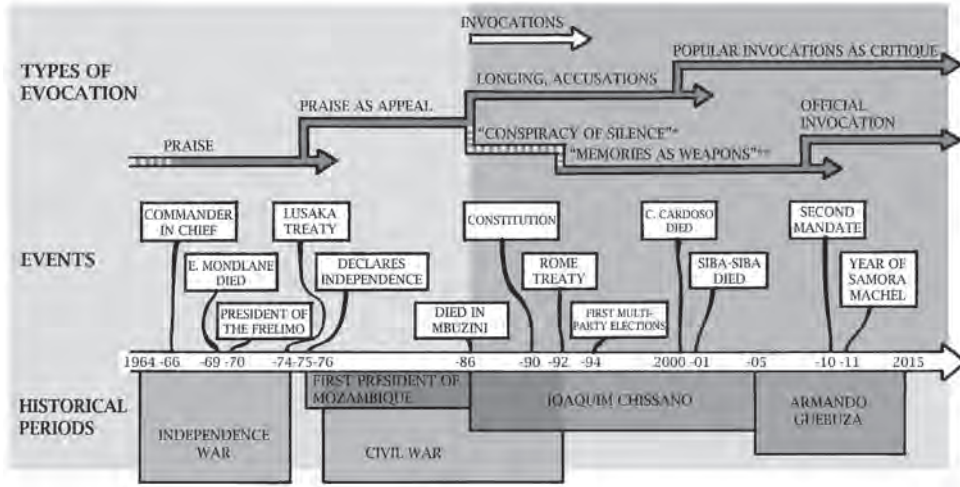 INVOCATIONS
TYPES OF
EVOCATION
POPULAR INVOCATIONS AS CRITIQUE
LONGING, ACCUSATIONS
PRAISE AS APPEAL
OFFICIAL
INVOCATION
"CONSPIRACY OF SILENCE"*
PRAISE
"MEMORIES AS WEAPONS"**
EVENTS
COMMANDER
IN CHIEF
LUSAKA
TREATY
CONSTITUTION
C. CARDOSO
DIED
SECOND
MANDATE
E. MONDLANE
DIED
DECLARES
INDEPENDENCE
ROME
TREATY
SIBA-SIBA
DIED
YEAR OF
SAMORA
MACHEL
PRESIDENT
OF THE FRELIMO
DIED IN
MBUZINI
FIRST MULTI-
PARTY ELECTIONS
1964 -66 -69 -70 -74-75-76 -86 -90 -92 -94 2000 -01 -05 -10 -11 2015
HISTORICAL
PERIODS
INDEPENDENCE
WAR
FIRST PRESIDENT OF
MOZAMBIQUE
CIVIL WAR
JOAQUIM CHISSANO
ARMANDO
GUEBUZA